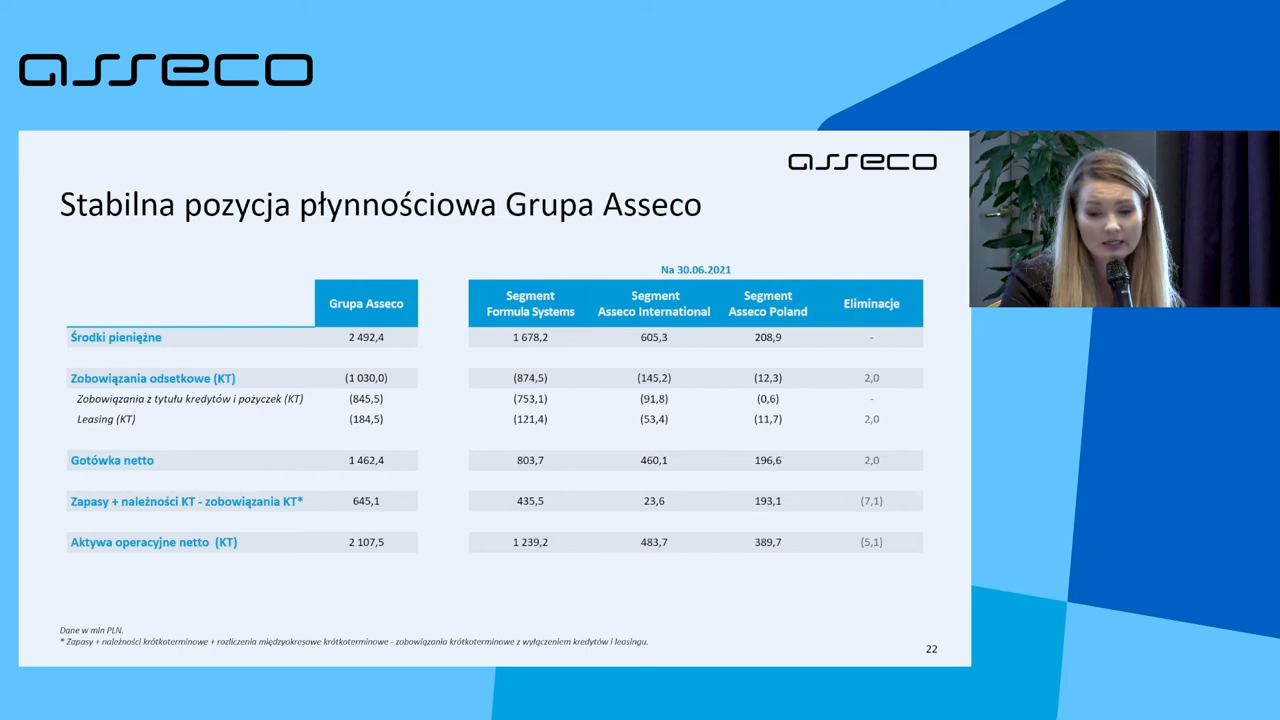 asseco
asseco
Stabilna pozycja płynnościowa Grupa Asseco
Na 30.06.2021
Grupa Asseco
Segment Formula Systems
Segment Asseco International
Segment Asseco Poland
Eliminacje
Środki pieniężne 2 492,4 1 678,2 605,3 208,9 -
Zobowiązania odsetkowe (KT) (1 030,0) (874,5) (145,2) (12,3) 2,0
Zobowiązania z tytułu kredytów i pożyczek (KT) (845,5) (753,1) (91,8) (0,6) -
Leasing (KT) (184,5) (121,4) (53,4) (11,7) 2,0
Gotówka netto 1 462,4 803,7 460,1 196,6 2,0
Zapasy + należności KT - zobowiązania KT* 645,1 435,5 23,6 193,1 (7,1)
Aktywa operacyjne netto (KT) 2 107,5 1 239,2 483,7 389,7 (5,1)
Dane w mln PLN.
* Zapasy + należności krótkoterminowe + rozliczenia międzyokresowe krótkoterminowe - zobowiązania krótkoterminowe z wyłączeniem kredytów i leasingu.
22